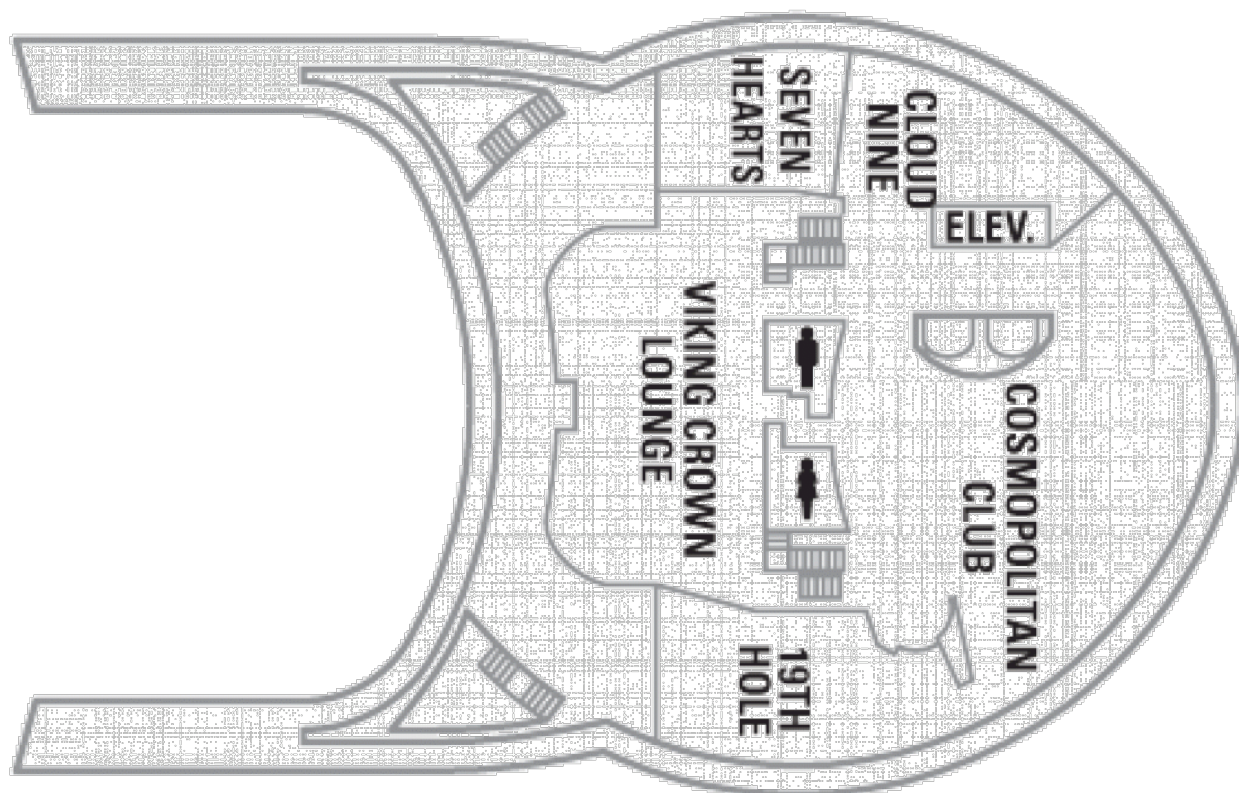 SEVEN
HEARTS
CLOUD
NINE
ELEV.
VIKING CROWN
LOUNGE
COSMOPOLITAN
CLUB
19TH
HOLE